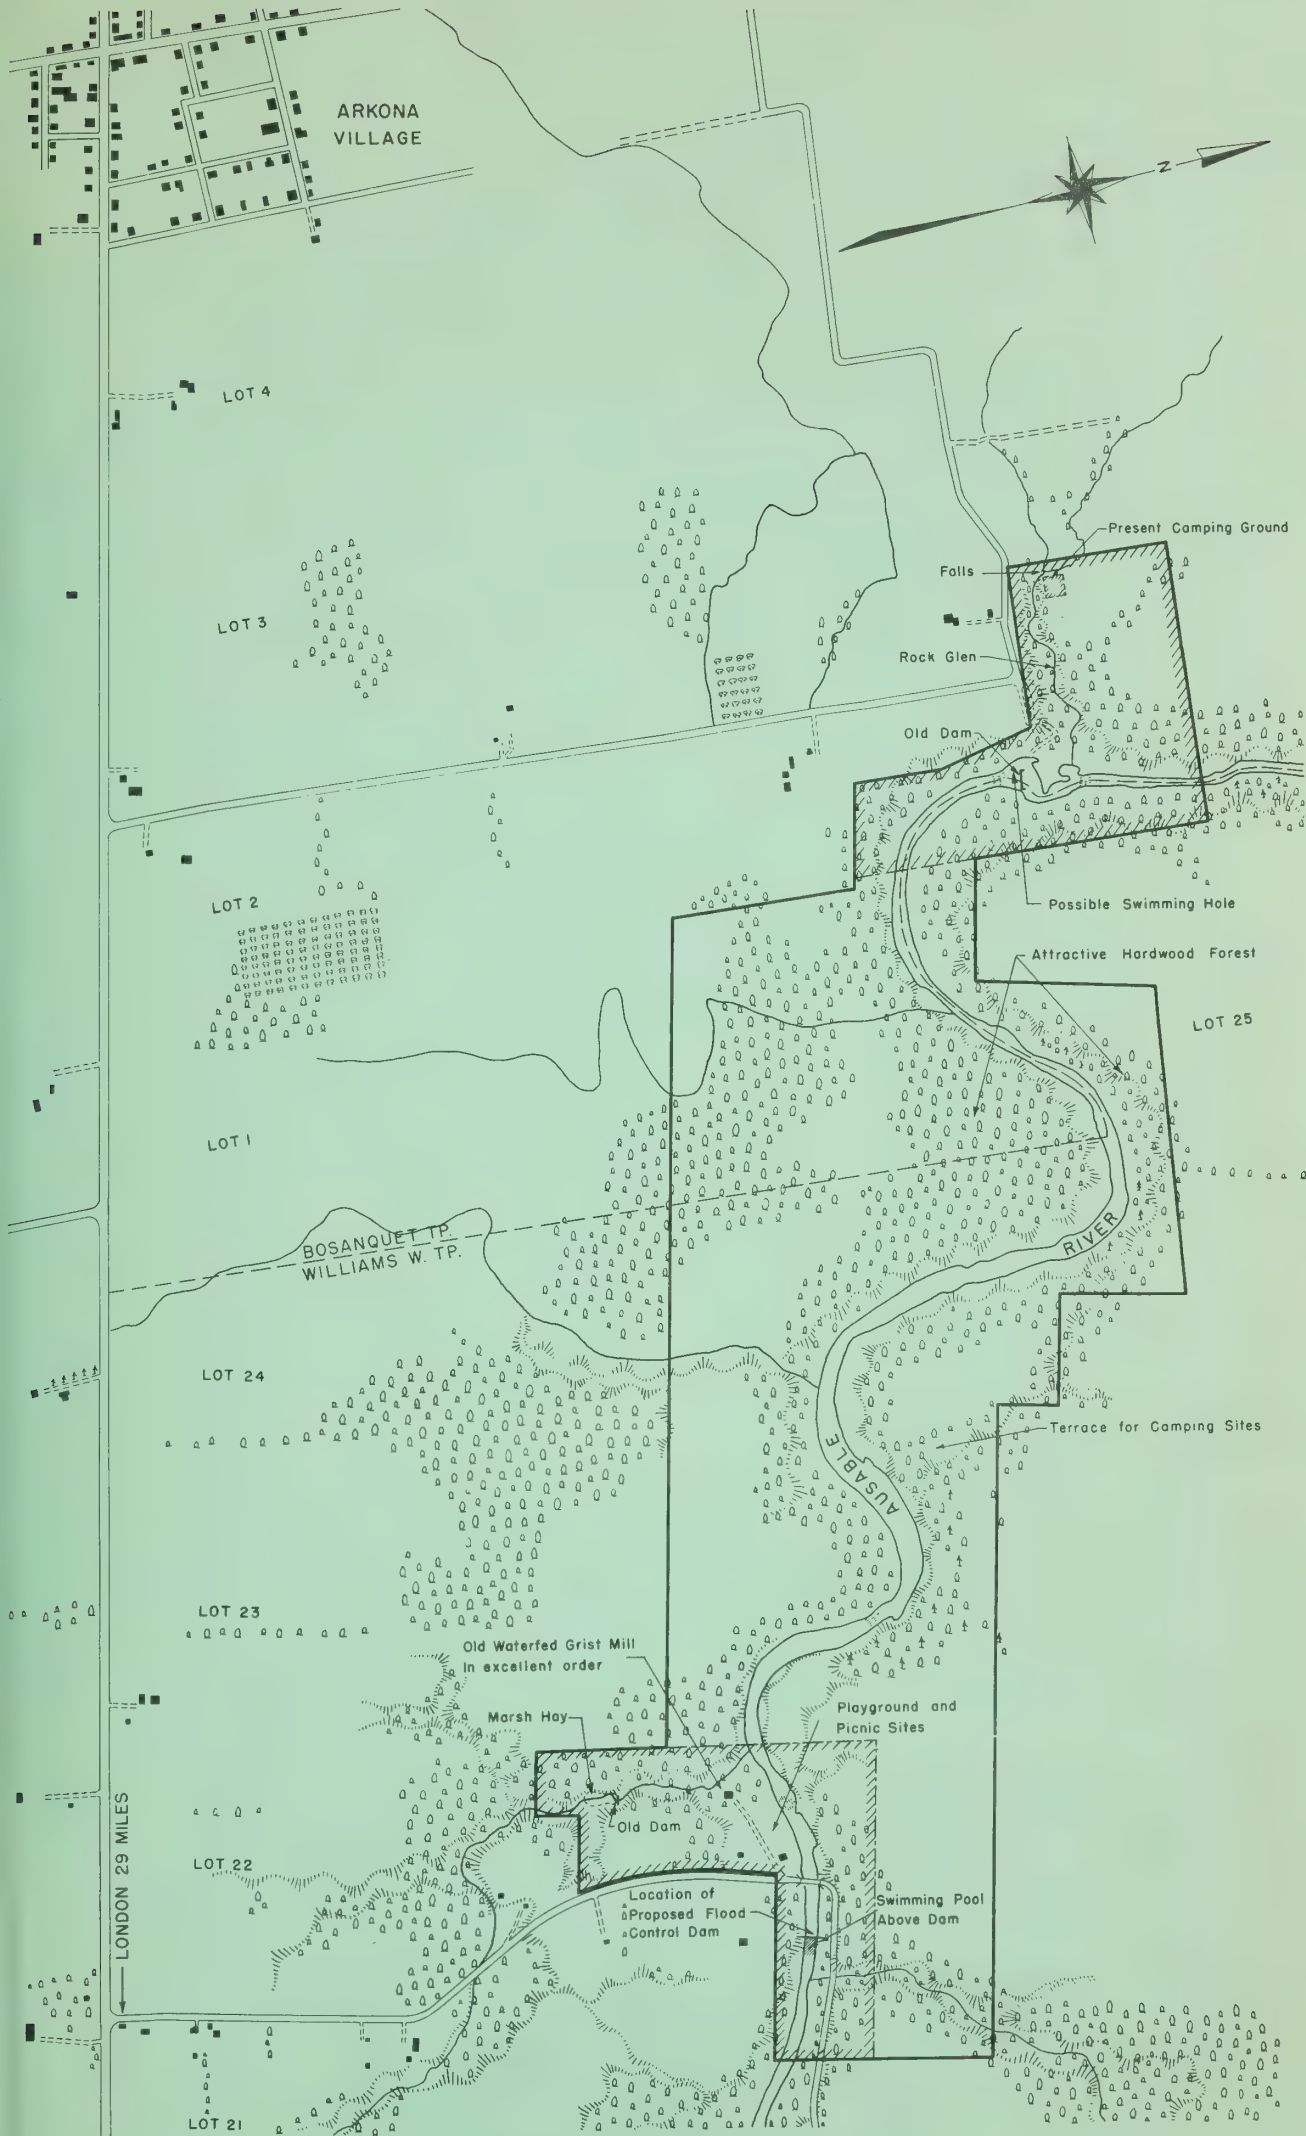 ARKONA
VILLAGE
N
LOT 4
Present Camping Ground
Falls
LOT 3
Rock Glen
Old Dam
LOT 2
Possible Swimming Hole
Attractive Hardwood Forest
LOT 25
LOT 1
BOSANQUET TP.
WILLIAMS W. TP.
RIVER
LOT 24
Terrace for Camping Sites
AUSABLE
LOT 23
Old Waterfed Grist Mill
in excellent order
Marsh Hay
Playground and
Picnic Sites
Old Dam
LONDON 29 MILES
LOT 22
Location of
Proposed Flood
Control Dam
Swimming Pool
Above Dam
LOT 21